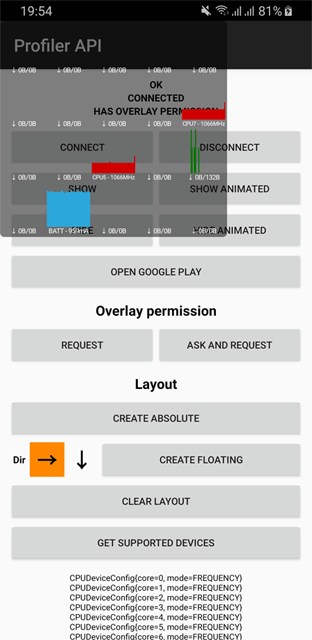 19:54 81%
Profiler API
↓ 0B/0B ↓ 0B/0B ↓ 0B/0B ↓ 0B/0B ↓ 0B/0B
OK
CONNECTED
HAS OVERLAY PERMISSION
↓ 0B/0B ↓ 0B/0B ↓ 0B/0B CPU7 - 1066MHz
CONNECT DISCONNECT
↓ 0B/0B ↓ 0B/0B CPU5 - 1066MHz ↓ 0B/0B ↓ 0B/132B
SHOW SHOW ANIMATED
↓ 0B/0B BATT - ↓ 0B/0B ↓ 0B/0B ↓ 0B/0B
ANIMATED
OPEN GOOGLE PLAY
Overlay permission
REQUEST ASK AND REQUEST
Layout
CREATE ABSOLUTE
Dir → ↓ CREATE FLOATING
CLEAR LAYOUT
GET SUPPORTED DEVICES
CPUDeviceConfig{core=0, mode=FREQUENCY}
CPUDeviceConfig{core=1, mode=FREQUENCY}
CPUDeviceConfig{core=2, mode=FREQUENCY}
CPUDeviceConfig{core=3, mode=FREQUENCY}
CPUDeviceConfig{core=4, mode=FREQUENCY}
CPUDeviceConfig{core=5, mode=FREQUENCY}
CPUDeviceConfig{core=6, mode=FREQUENCY}